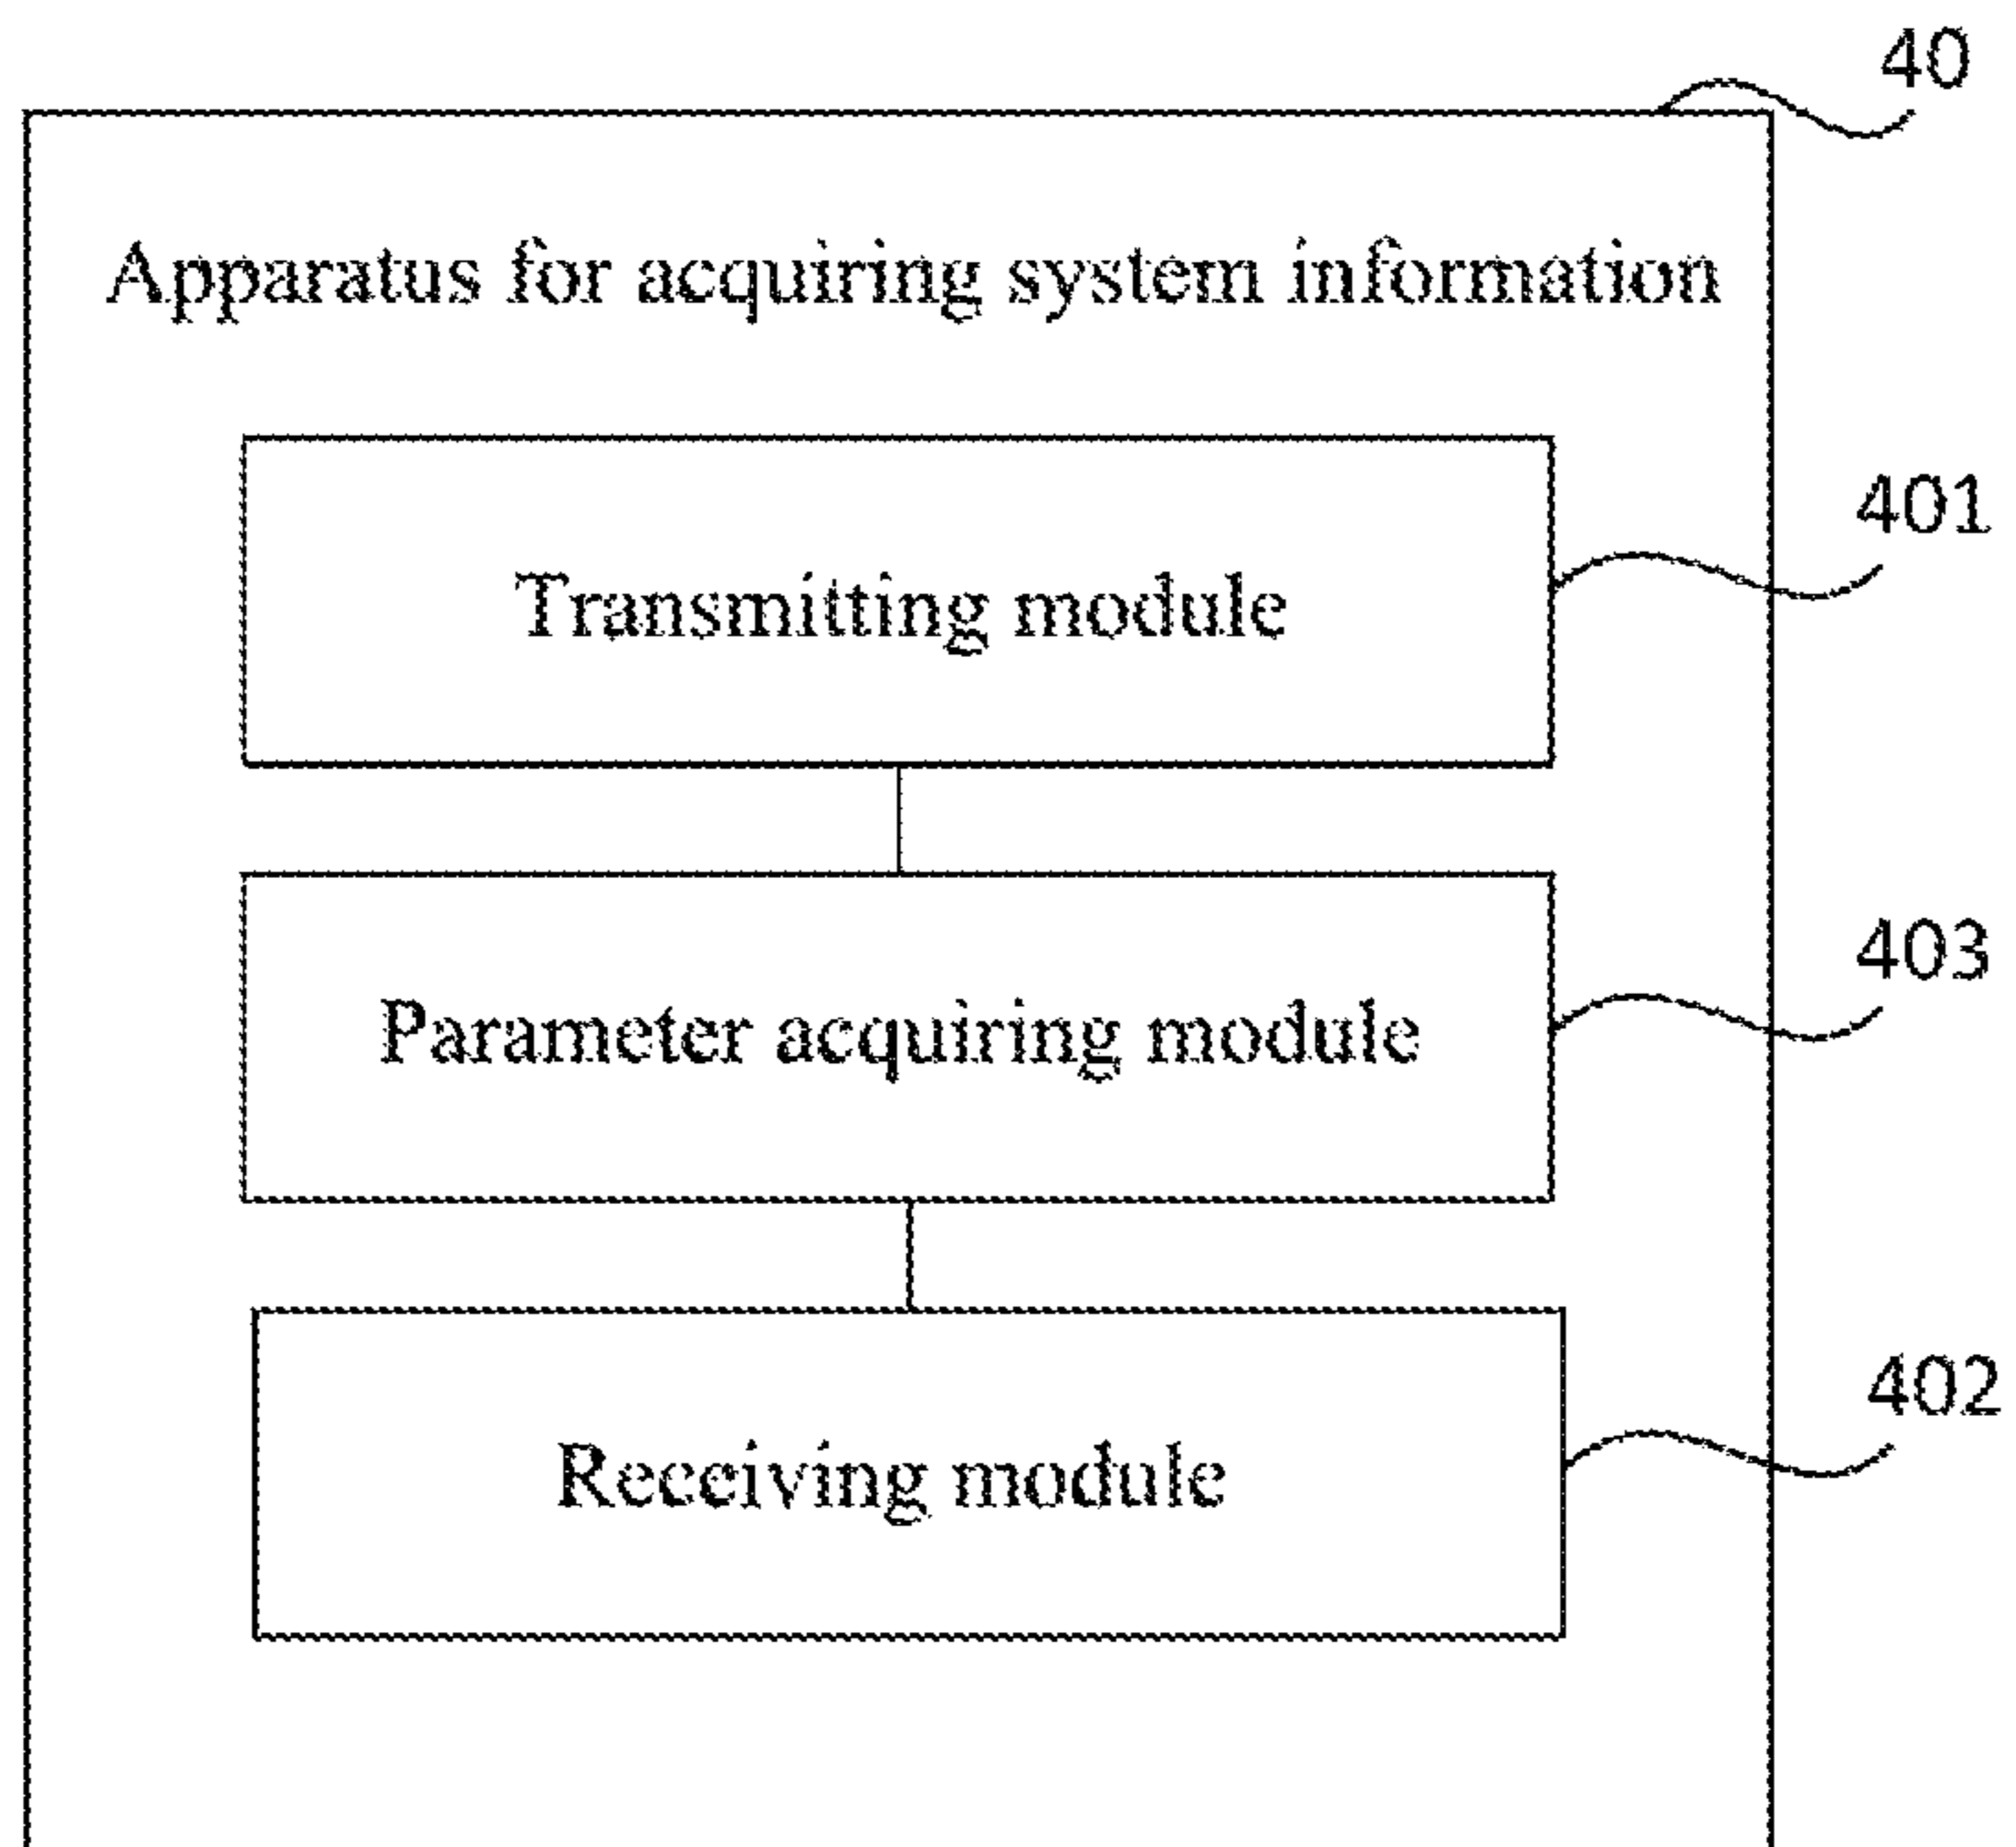 40
Apparatus for acquiring system information
401
Transmitting module
403
Parameter acquiring module
402
Receiving module